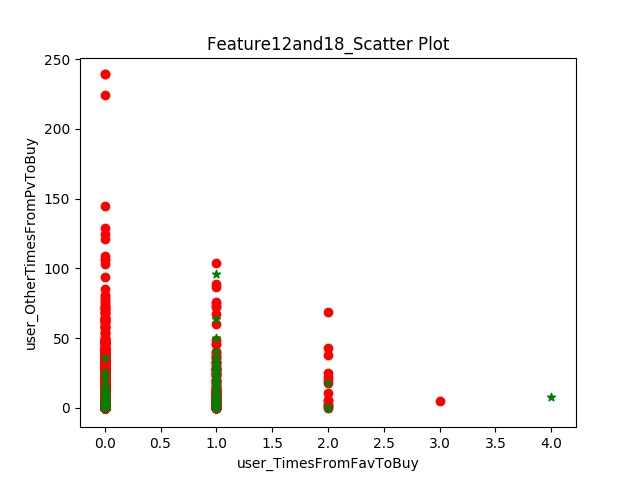 Feature12and18_Scatter Plot
250
200
150
100
50
0
user_OtherTimesFromPvToBuy
0.0 0.5 1.0 1.5 2.0 2.5 3.0 3.5 4.0
user_TimesFromFavToBuy